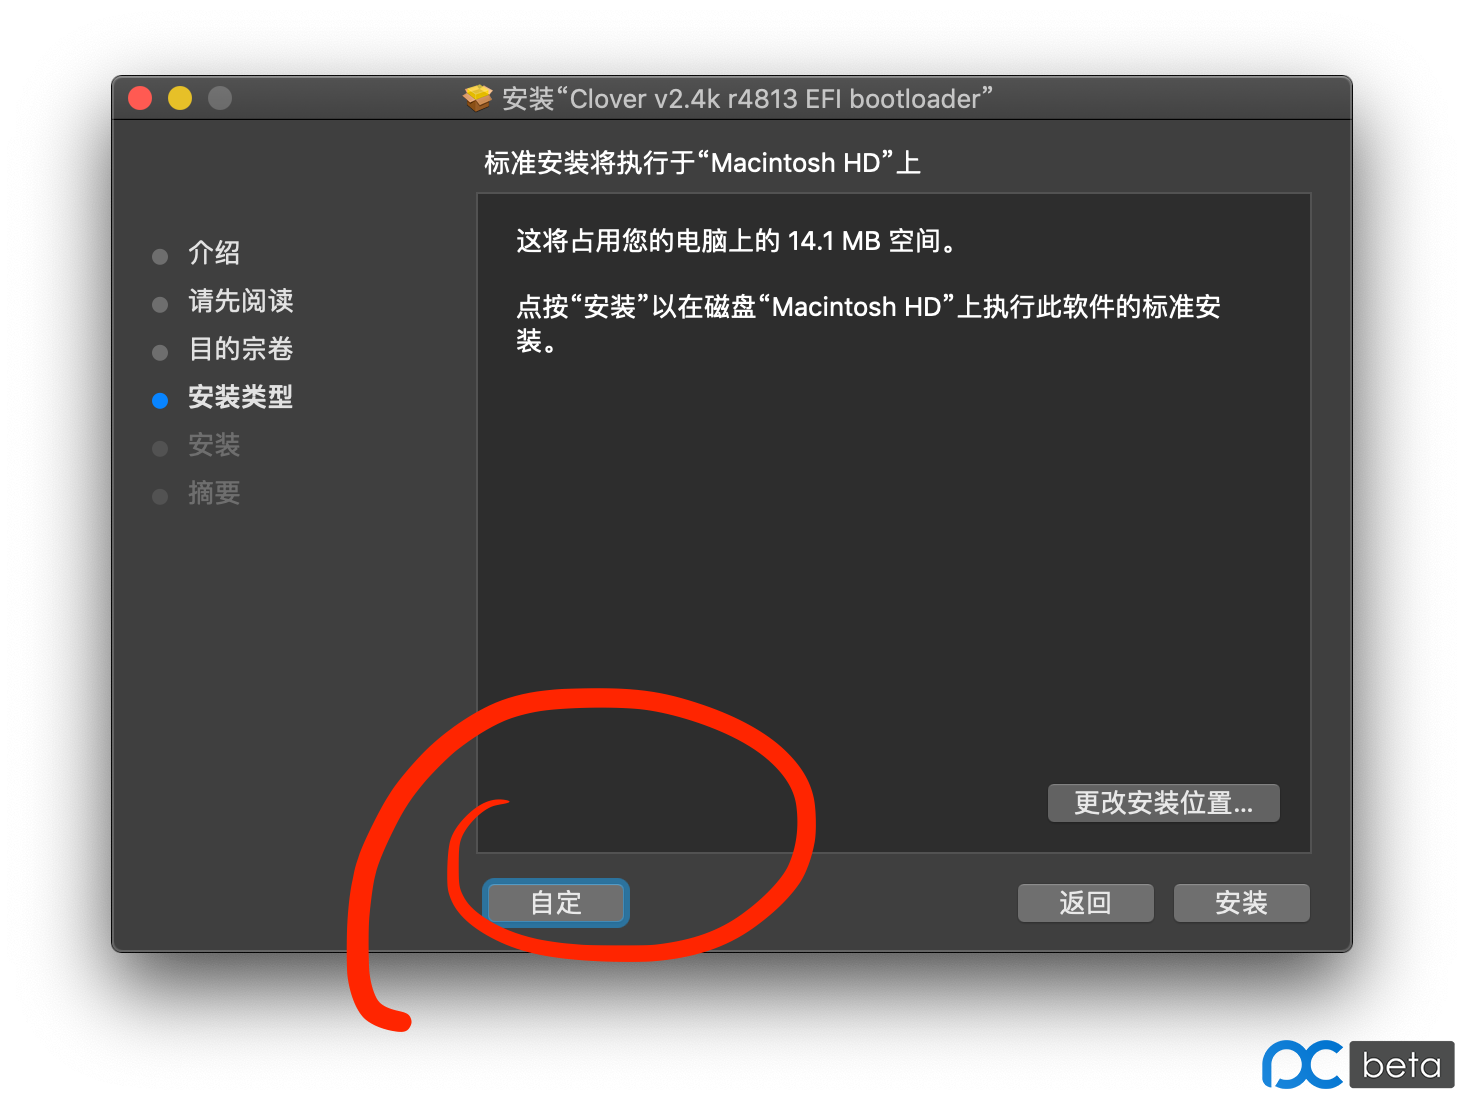 安装“Clover v2.4k r4813 EFI bootloader”
标准安装将执行于“Macintosh HD”上
介绍
请先阅读
目的宗卷
安装类型
安装
摘要
这将占用您的电脑上的 14.1 MB 空间。
点按“安装”以在磁盘“Macintosh HD”上执行此软件的标准安
装。
更改安装位置...
自定
返回
安装
pc beta